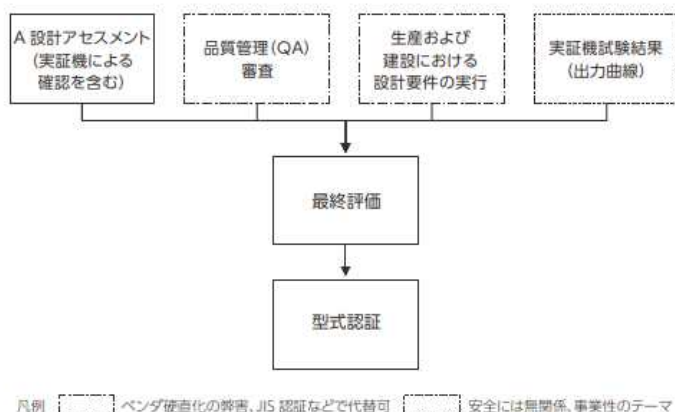 A 設計アセスメント
(実証機による
確認を含む)
品質管理(QA)
審査
生産および
建設における
設計要件の実行
実証機試験結果
(出力曲線)
最終評価
型式認証
凡例
ベンダ硬直化の弊害、JIS 認証などで代替可
安全には無関係、事業性のテーマ